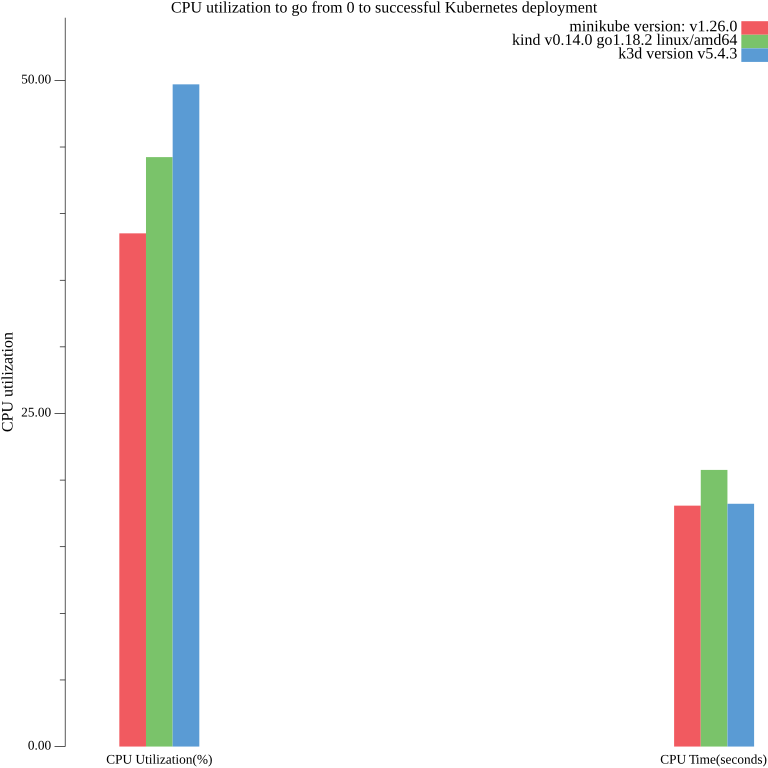 CPU utilization to go from 0 to successful Kubernetes deployment
minikube version: v1.26.0
kind v0.14.0 go1.18.2 linux/amd64
k3d version v5.4.3
50.00
25.00
0.00
CPU utilization
CPU Utilization(%)
CPU Time(seconds)